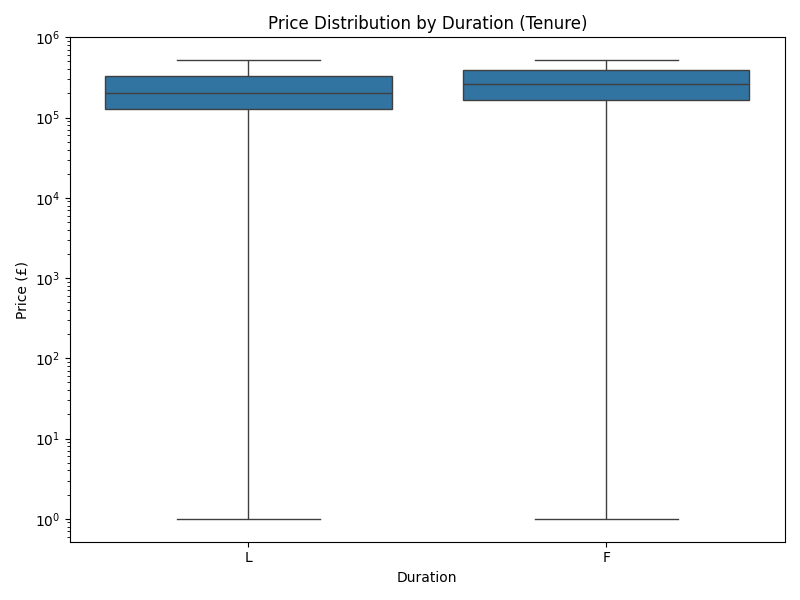 Price Distribution by Duration (Tenure)
10⁶
10⁵
10⁴
10³
10²
10¹
10⁰
Price (£)
L F
Duration